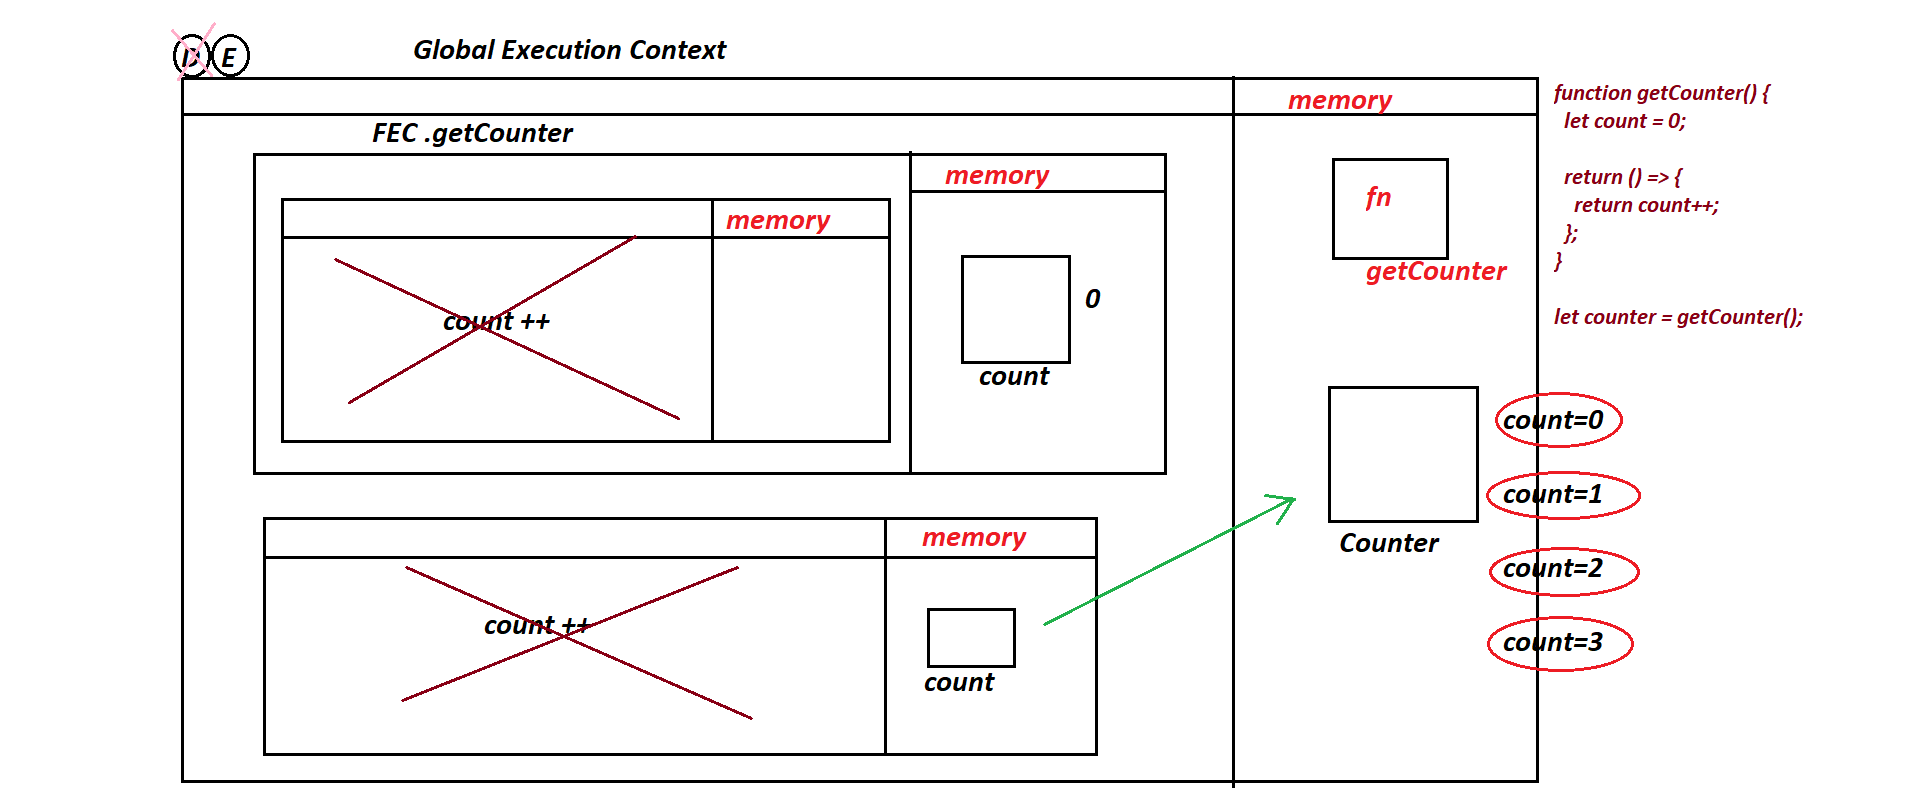 D E
Global Execution Context
memory
FEC .getCounter
memory
memory
count ++
0
count
fn
getCounter
function getCounter() {
let count = 0;
return () => {
return count++;
};
}
let counter = getCounter();
memory
count ++
count
Counter
count=0
count=1
count=2
count=3